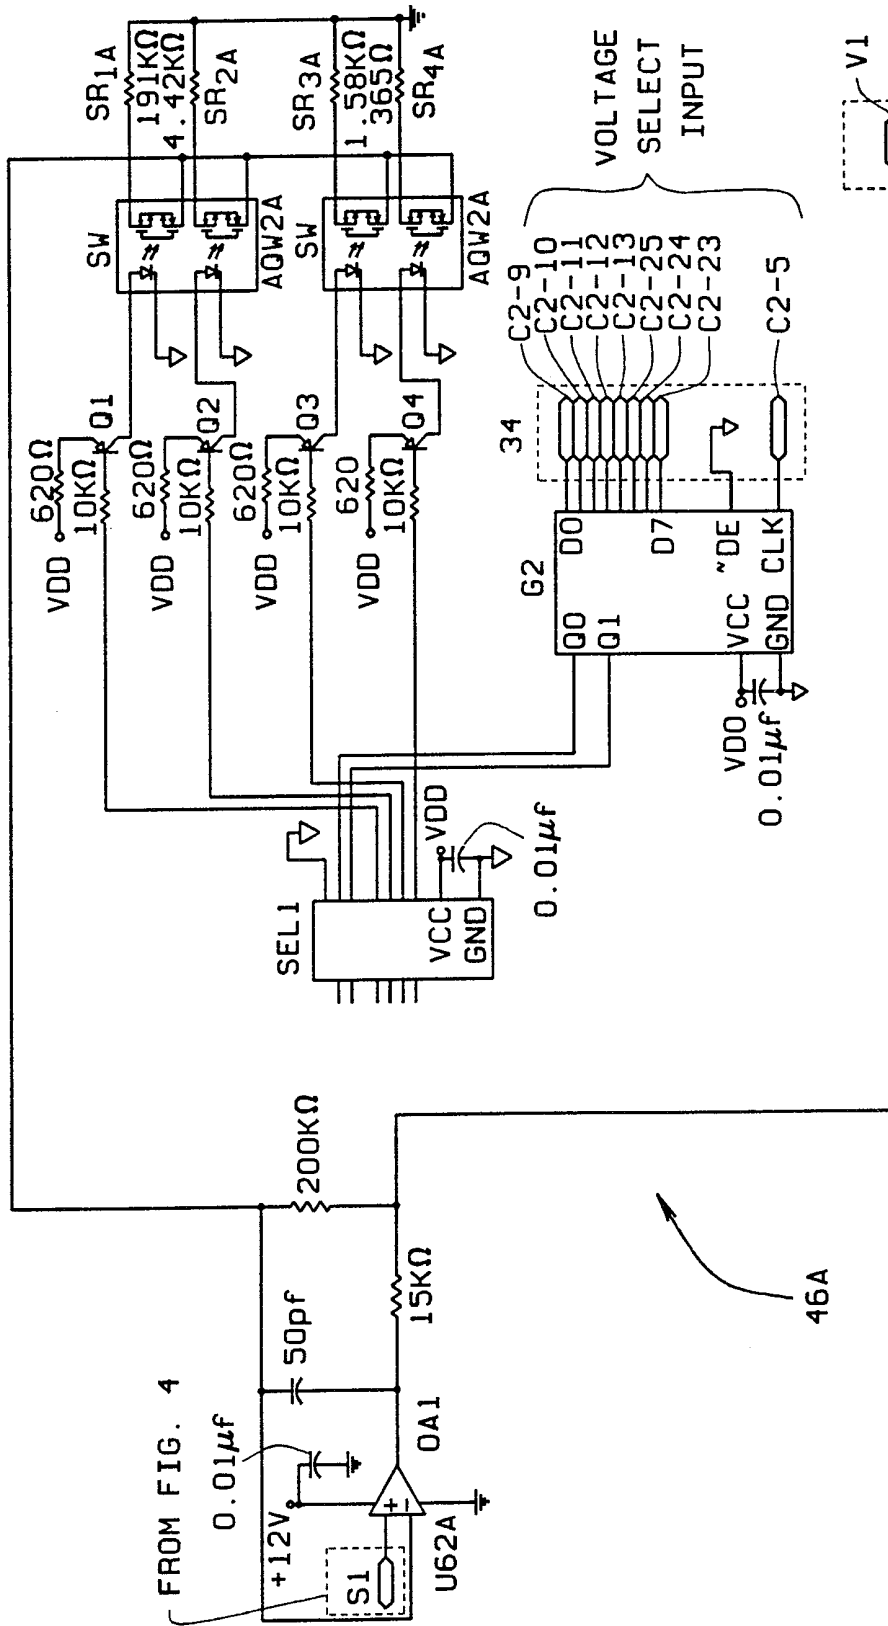 FROM FIG. 4
0.01µf
+12V
S1
U62A
+
−
OA1
50pf
15KΩ
200KΩ
46A
SEL1
VCC
GND
VDD
0.01µf
VDD
620Ω
10KΩ
Q1
VDD
620Ω
10KΩ
Q2
VDD
620Ω
10KΩ
Q3
VDD
620
10KΩ
Q4
SW
AQW2A
SW
AQW2A
SR1A
191KΩ
4.42KΩ
SR2A
SR3A
1.58KΩ
365Ω
SR4A
G2
Q0
Q1
D0
D7
~DE
VCC
GND
CLK
VDO
0.01µf
34
C2-9
C2-10
C2-11
C2-12
C2-13
C2-25
C2-24
C2-23
C2-5
VOLTAGE
SELECT
INPUT
V1